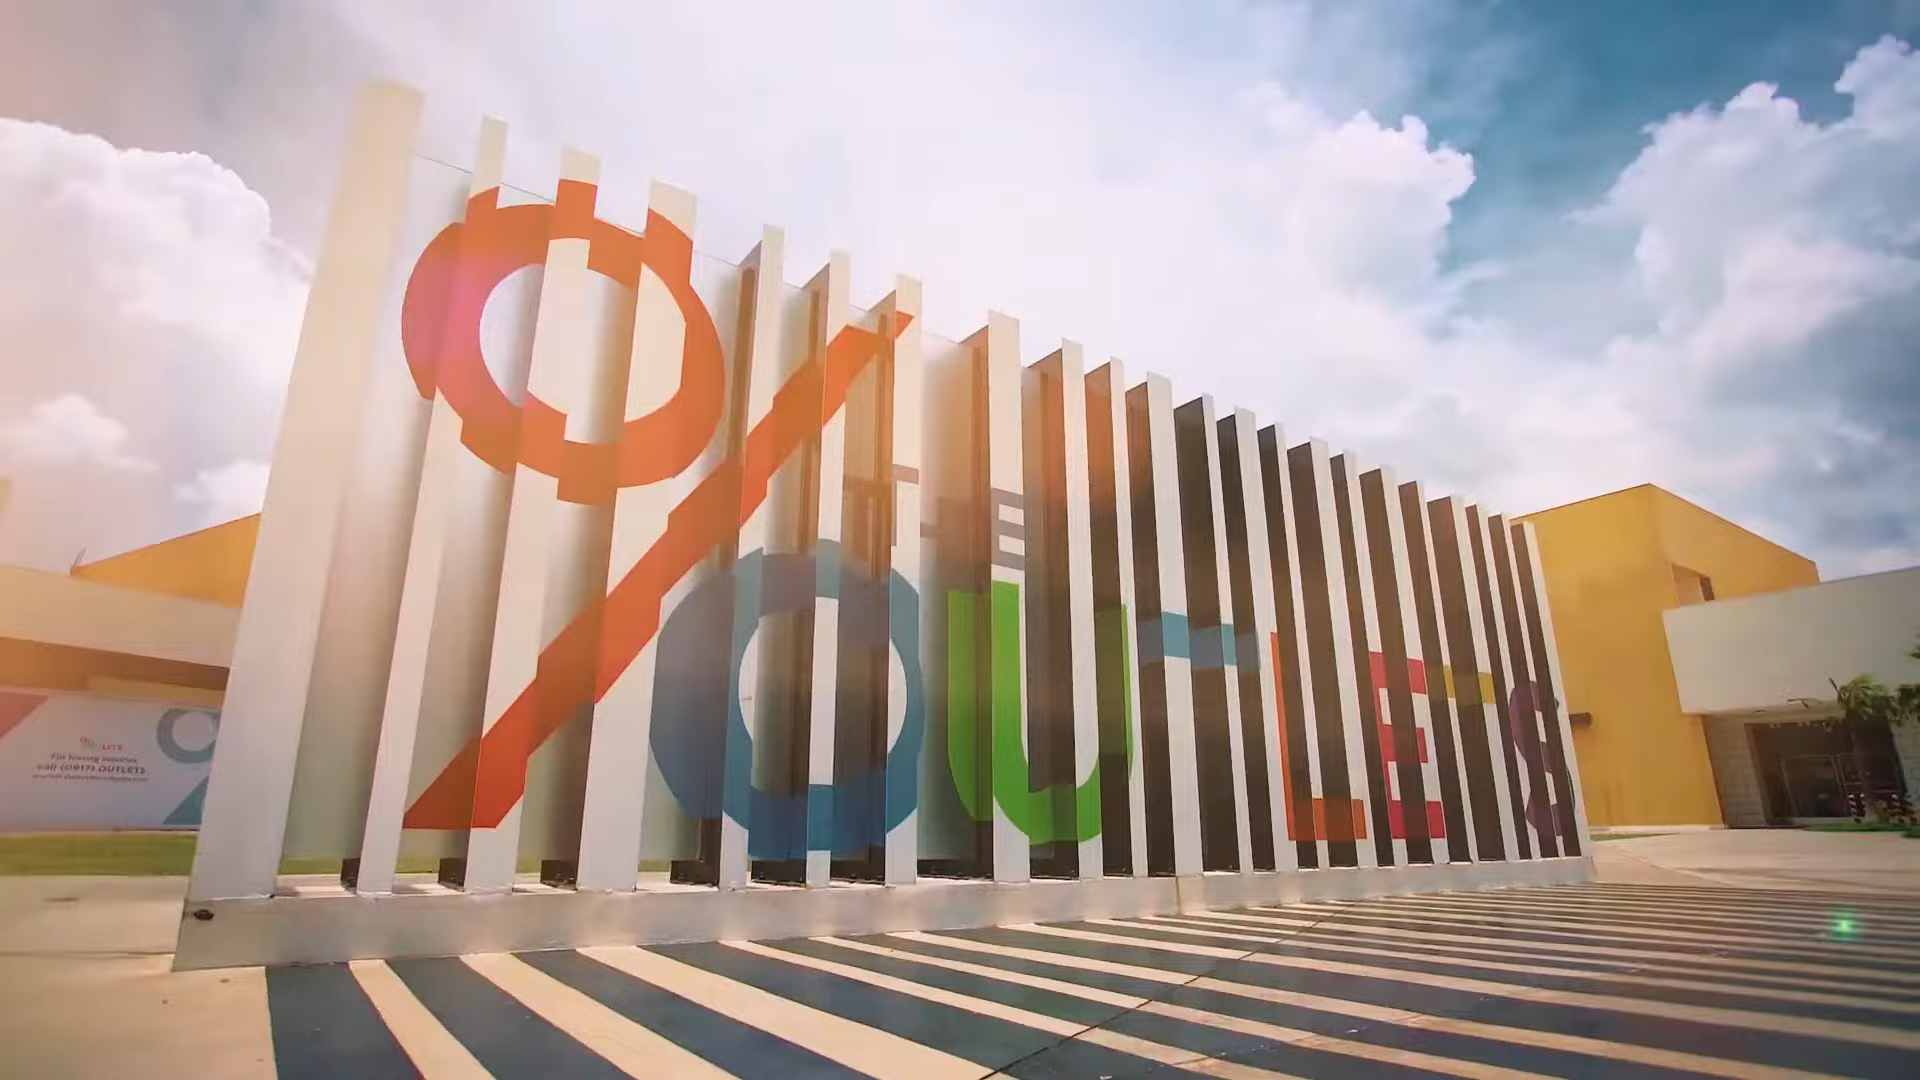 %
THE
OUTLETS
For leasing inquiries
call (0917) OUTLETS